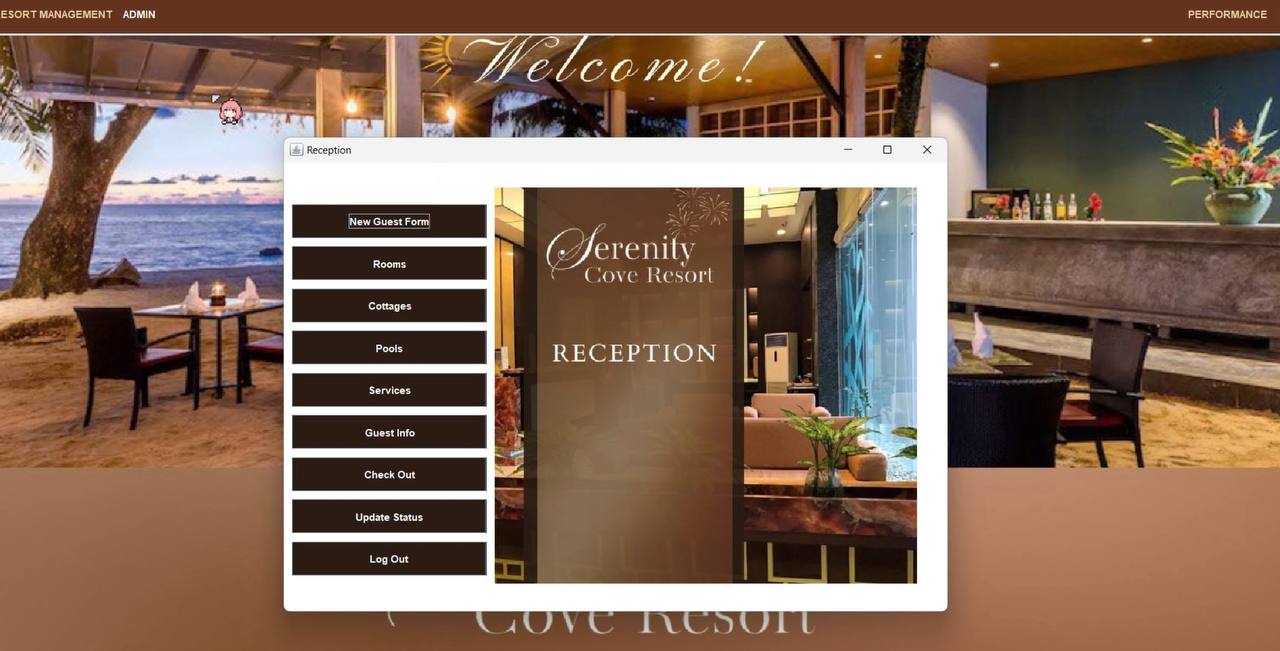 ESORT MANAGEMENT ADMIN PERFORMANCE
Welcome!
Reception
New Guest Form
Rooms
Cottages
Pools
Services
Guest Info
Check Out
Update Status
Log Out
Serenity
Cove Resort
RECEPTION
Cove Resort